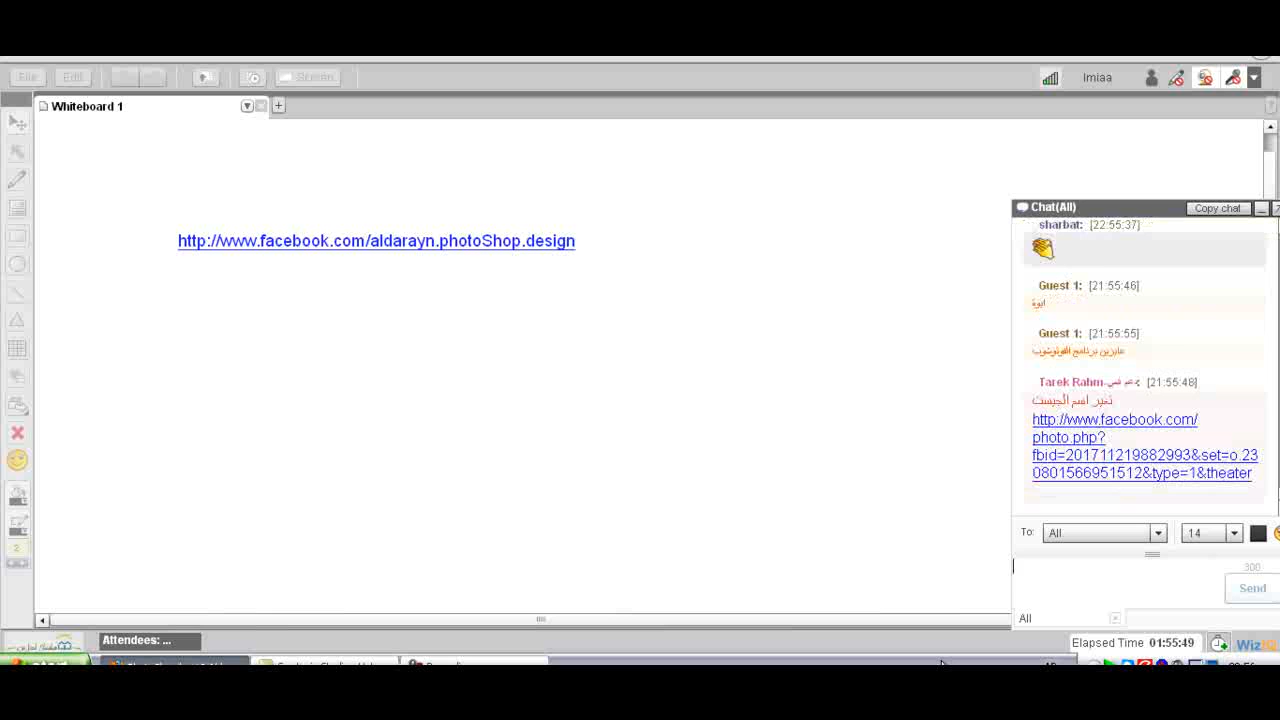 File Edit Screen lmiaa
Whiteboard 1
http://www.facebook.com/aldarayn.photoShop.design
Chat(All) Copy chat
sharbat: [22:55:37]
Guest 1: [21:55:46]
ايوة
Guest 1: [21:55:55]
عايزين برنامج الفوتوشوب
Tarek Rahm [21:55:48]
تغير اسم الجيست
http://www.facebook.com/
photo.php?
fbid=201711219882993&set=o.23
0801566951512&type=1&theater
To: All 14
300
Send
All
Attendees: ...
Elapsed Time 01:55:49 WizIQ
2